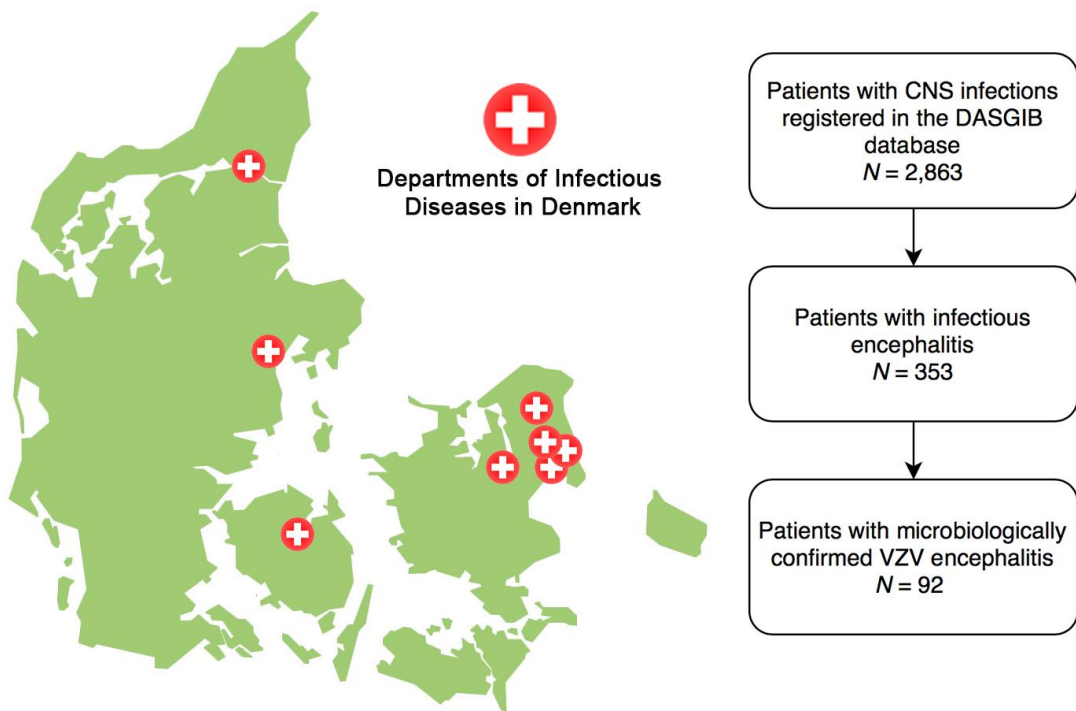 Departments of Infectious
Diseases in Denmark
Patients with CNS infections
registered in the DASGIB
database
N = 2,863
Patients with infectious
encephalitis
N = 353
Patients with microbiologically
confirmed VZV encephalitis
N = 92